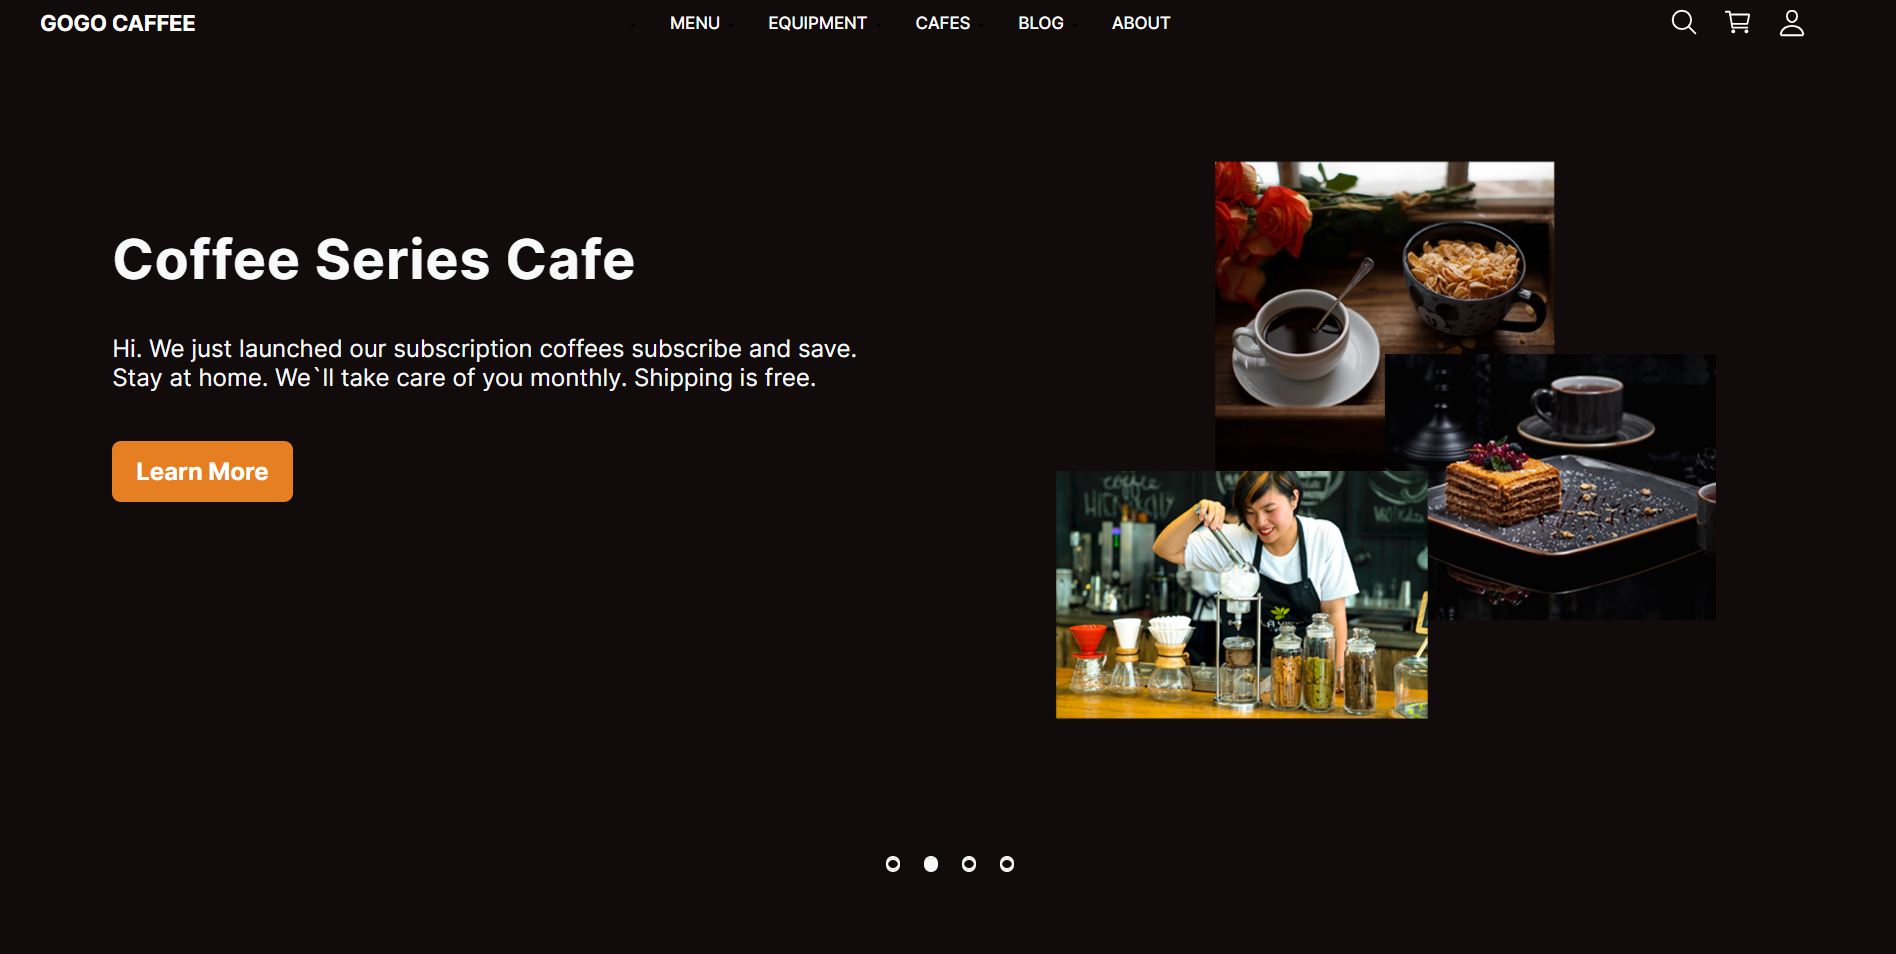 GOGO CAFFEE
MENU
EQUIPMENT
CAFES
BLOG
ABOUT
Coffee Series Cafe
Hi. We just launched our subscription coffees subscribe and save.
Stay at home. We`ll take care of you monthly. Shipping is free.
Learn More
coffee